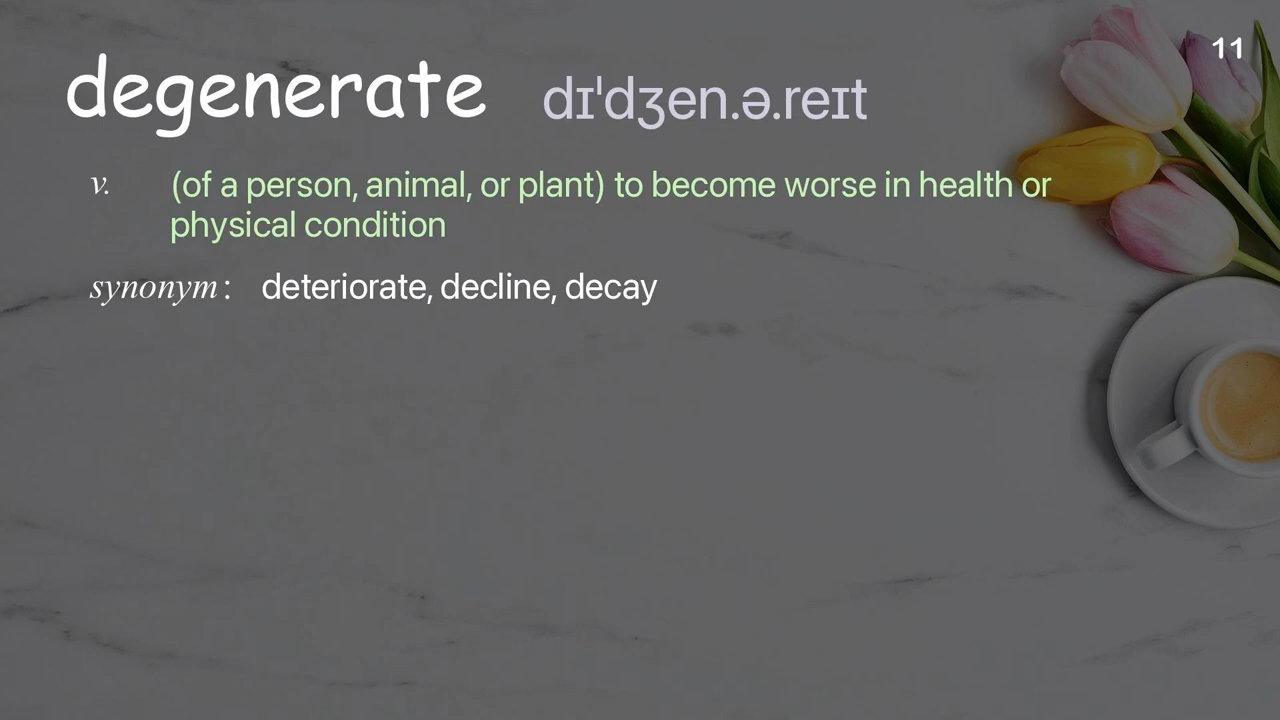 11
degenerate dɪˈdʒen.ə.reɪt
v. (of a person, animal, or plant) to become worse in health or
physical condition
synonym : deteriorate, decline, decay